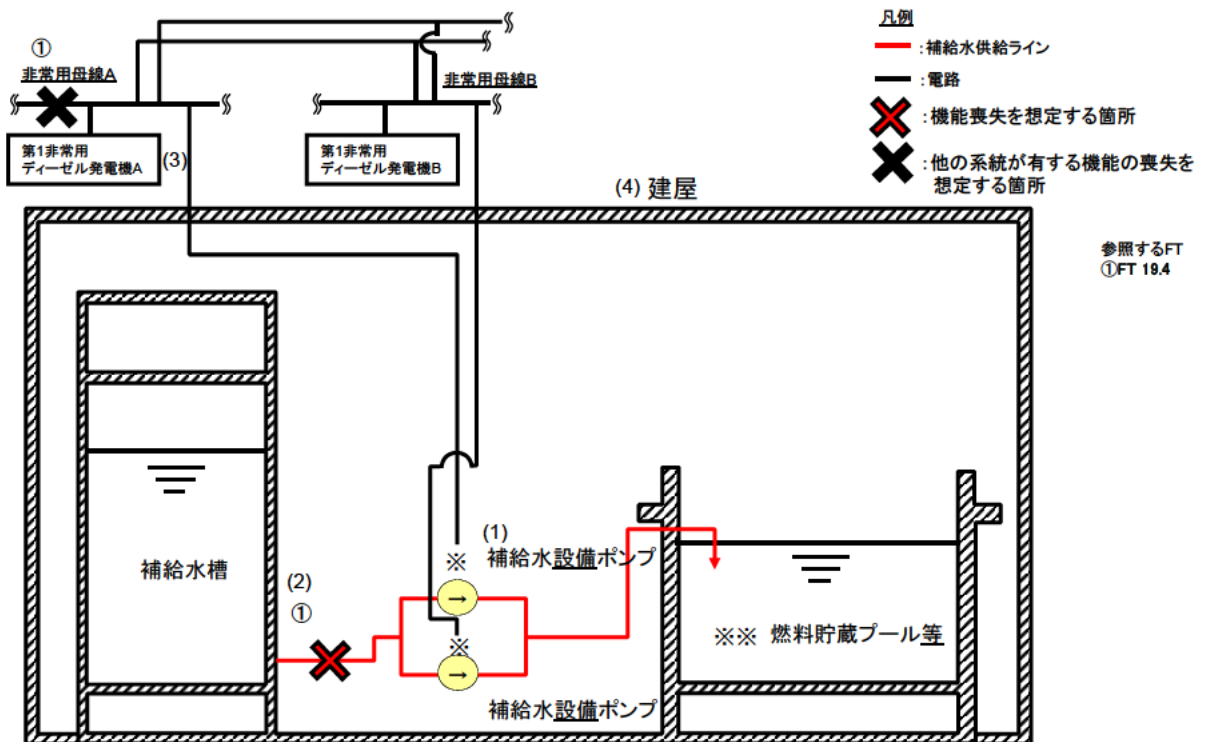 ①
非常用母線A
非常用母線B
第1非常用
ディーゼル発電機A
(3)
第1非常用
ディーゼル発電機B
凡例
:補給水供給ライン
:電路
:機能喪失を想定する箇所
:他の系統が有する機能の喪失を
想定する箇所
(4) 建屋
参照するFT
①FT 19.4
補給水槽
(2)
①
(1)
※ 補給水設備ポンプ
→
※
→
補給水設備ポンプ
※※ 燃料貯蔵プール等